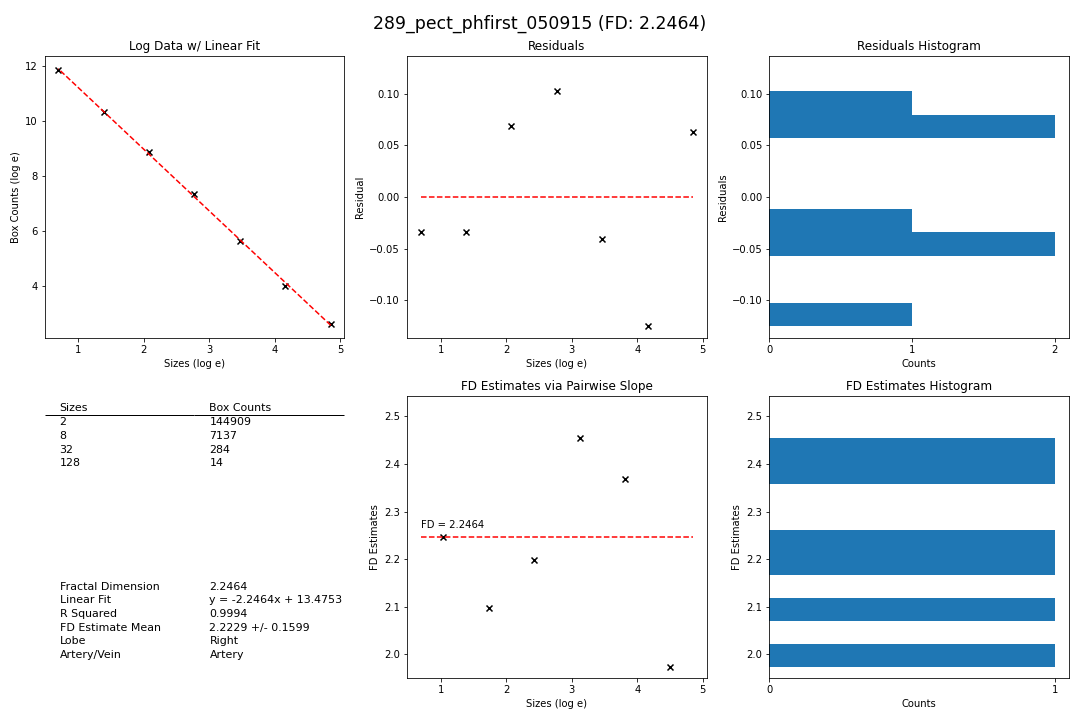 289_pect_phfirst_050915 (FD: 2.2464)
Log Data w/ Linear Fit
12
10
8
6
4
Box Counts (log e)
1 2 3 4 5
Sizes (log e)
Residuals
0.10
0.05
0.00
−0.05
−0.10
Residual
1 2 3 4 5
Sizes (log e)
Residuals Histogram
0.10
0.05
0.00
−0.05
−0.10
Residuals
0 1 2
Counts
Sizes Box Counts
2 144909
8 7137
32 284
128 14
Fractal Dimension 2.2464
Linear Fit y = -2.2464x + 13.4753
R Squared 0.9994
FD Estimate Mean 2.2229 +/- 0.1599
Lobe Right
Artery/Vein Artery
FD Estimates via Pairwise Slope
2.5
2.4
2.3
2.2
2.1
2.0
FD Estimates
FD = 2.2464
1 2 3 4 5
Sizes (log e)
FD Estimates Histogram
2.5
2.4
2.3
2.2
2.1
2.0
FD Estimates
0 1
Counts